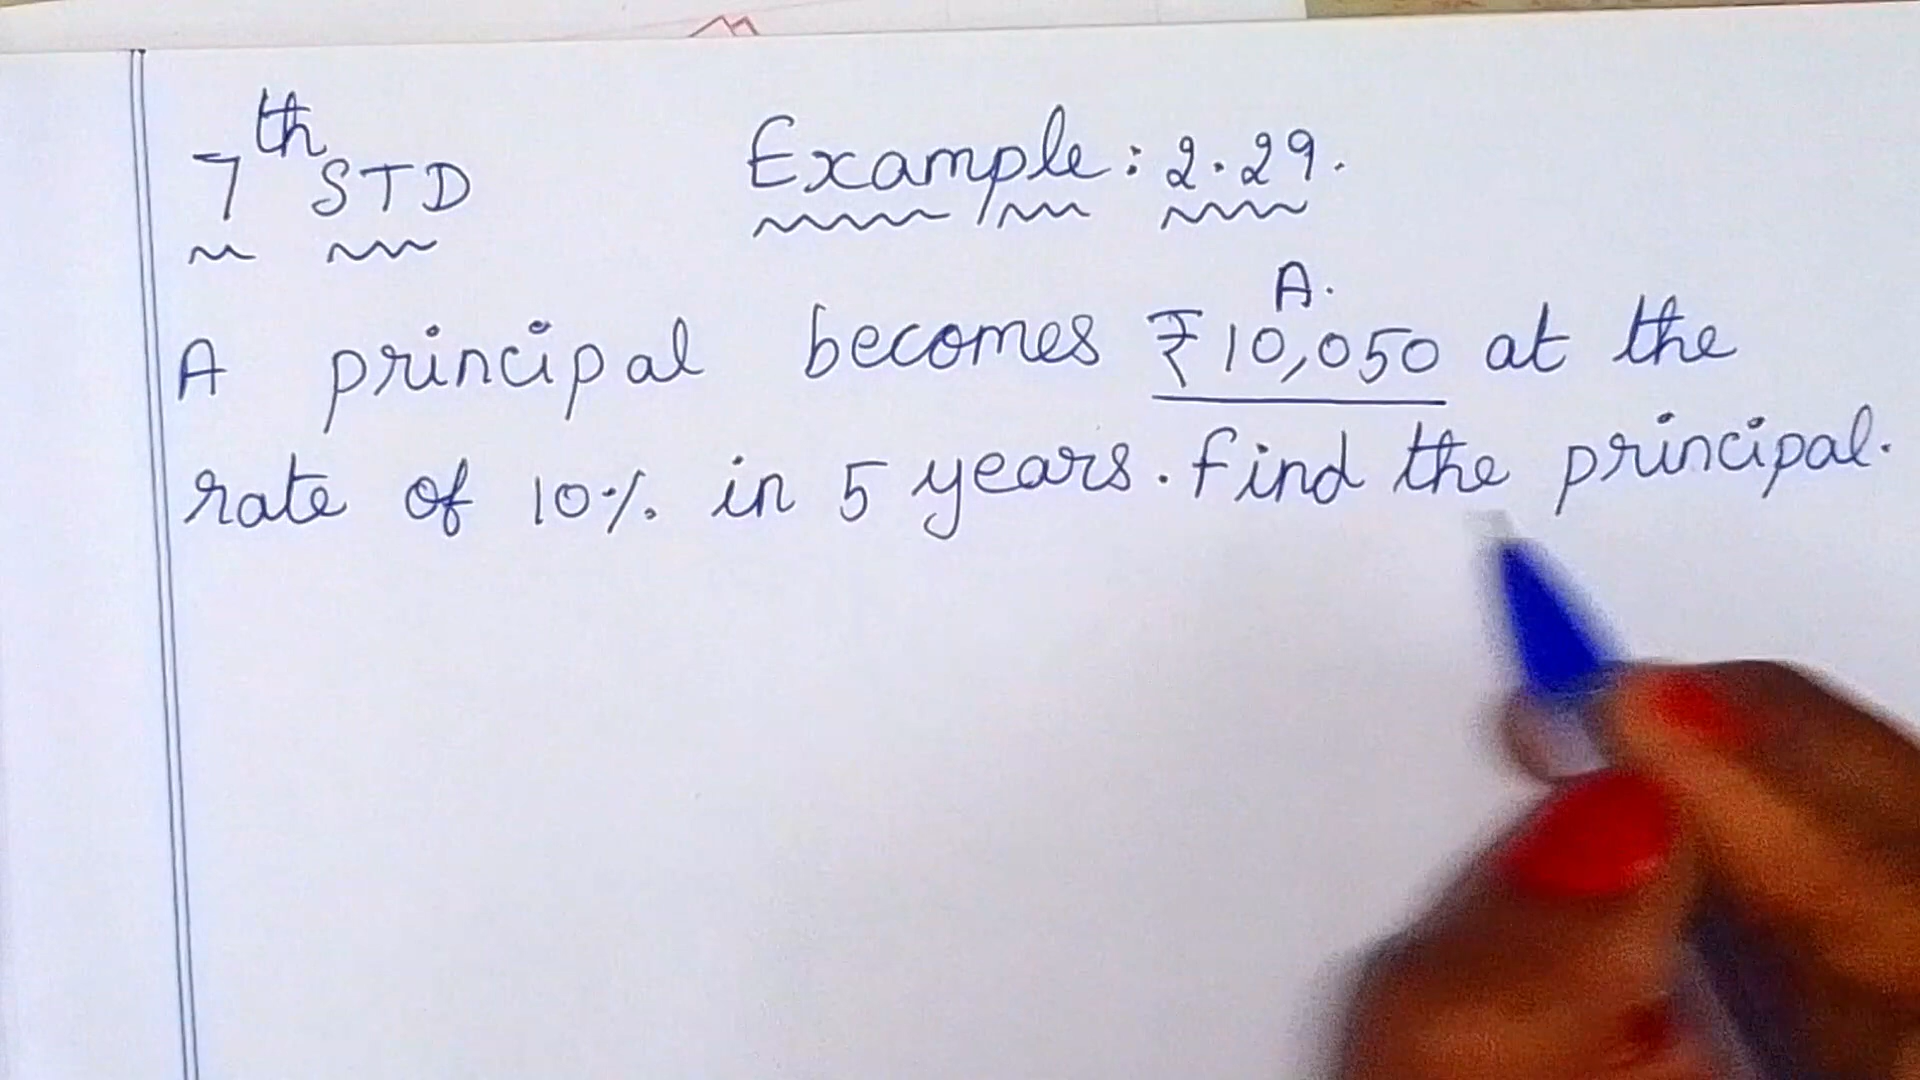 7th STD Example: 2.29.
A.
A principal becomes ₹10,050 at the
rate of 10% in 5 years. Find the principal.